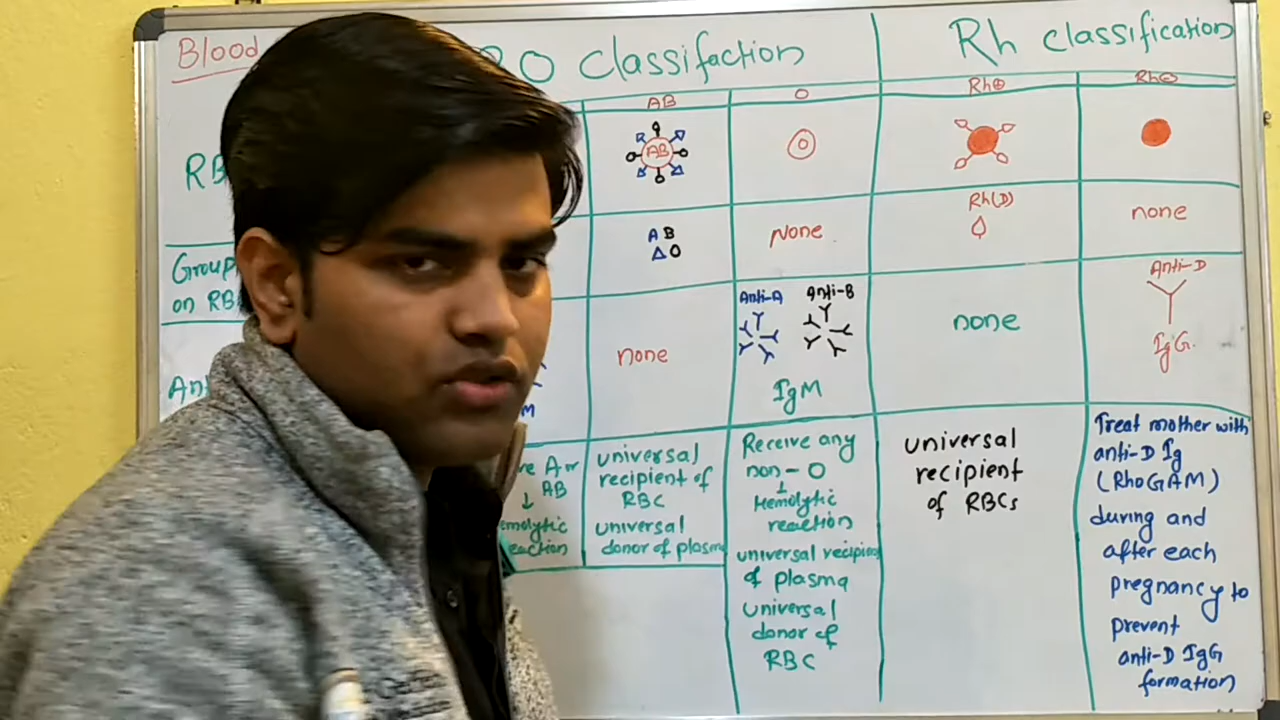 Blood
O classifaction
Rh classification
AB
O
Rh⊕
Rh⊖
RB
AB
Rh(D)
none
Group
on RB
A B
None
Anti-D
Anti-A
Anti-B
none
none
IgG.
An
IgM
M
A or
AB
universal
recipient of
RBC
universal
donor of plasma
reaction
Receive any
non-O
Hemolytic
reaction
universal recipien
of plasma
universal
donor of
RBC
universal
recipient
of RBCs
Treat mother with
anti-D Ig
(RhoGAM)
during and
after each
pregnancy to
prevent
anti-D IgG
formation